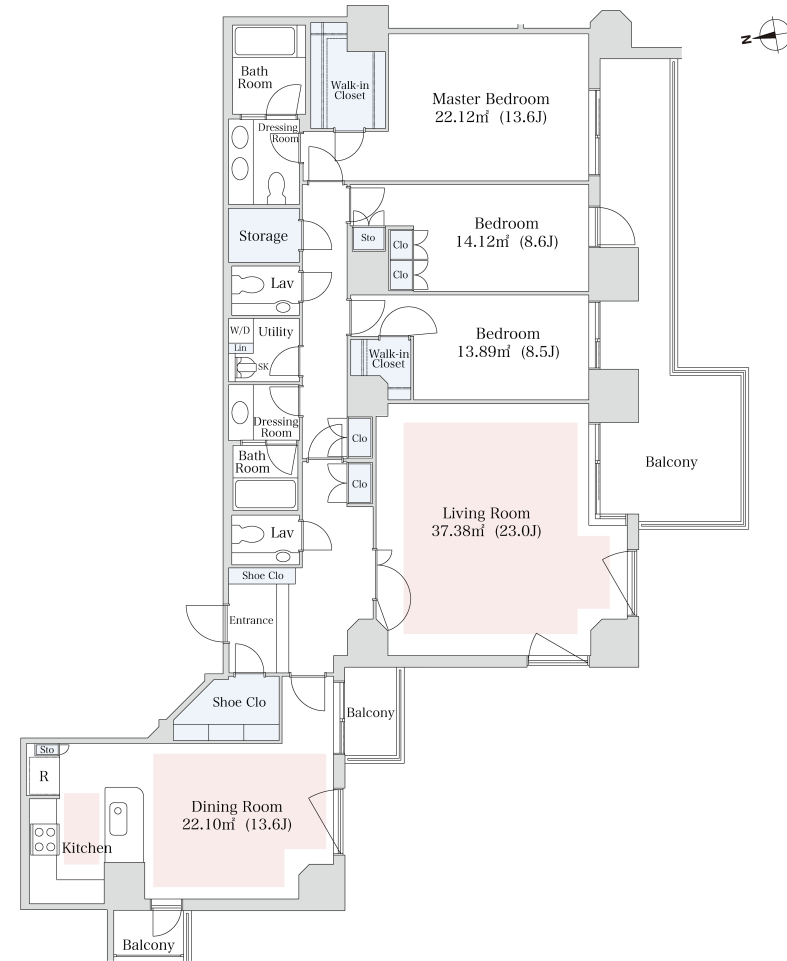 N
Bath
Room
Walk-in
Closet
Master Bedroom
22.12㎡ (13.6J)
Dressing
Room
Storage
Sto
Clo
Clo
Bedroom
14.12㎡ (8.6J)
Lav
W/D
Utility
Lin
SK
Walk-in
Closet
Bedroom
13.89㎡ (8.5J)
Dressing
Room
Bath
Room
Clo
Clo
Living Room
37.38㎡ (23.0J)
Balcony
Lav
Shoe Clo
Entrance
Shoe Clo
Balcony
Sto
R
Kitchen
Dining Room
22.10㎡ (13.6J)
Balcony